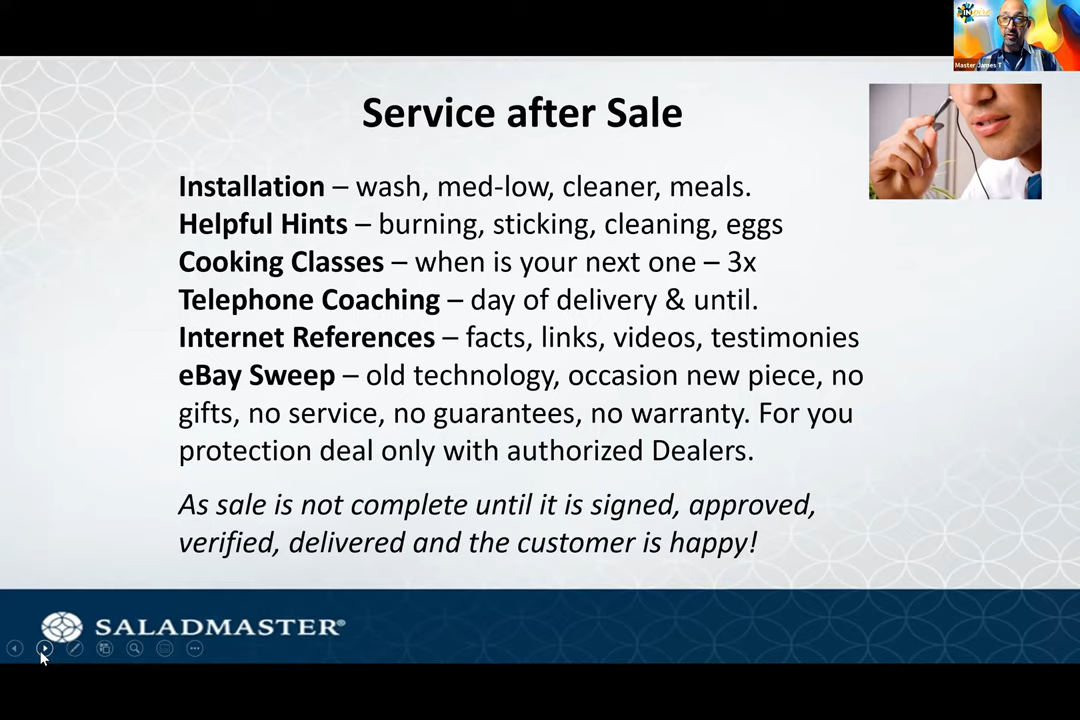 Master James T
Service after Sale
Installation – wash, med-low, cleaner, meals.
Helpful Hints – burning, sticking, cleaning, eggs
Cooking Classes – when is your next one – 3x
Telephone Coaching – day of delivery & until.
Internet References – facts, links, videos, testimonies
eBay Sweep – old technology, occasion new piece, no
gifts, no service, no guarantees, no warranty. For you
protection deal only with authorized Dealers.
As sale is not complete until it is signed, approved,
verified, delivered and the customer is happy!
SALADMASTER®